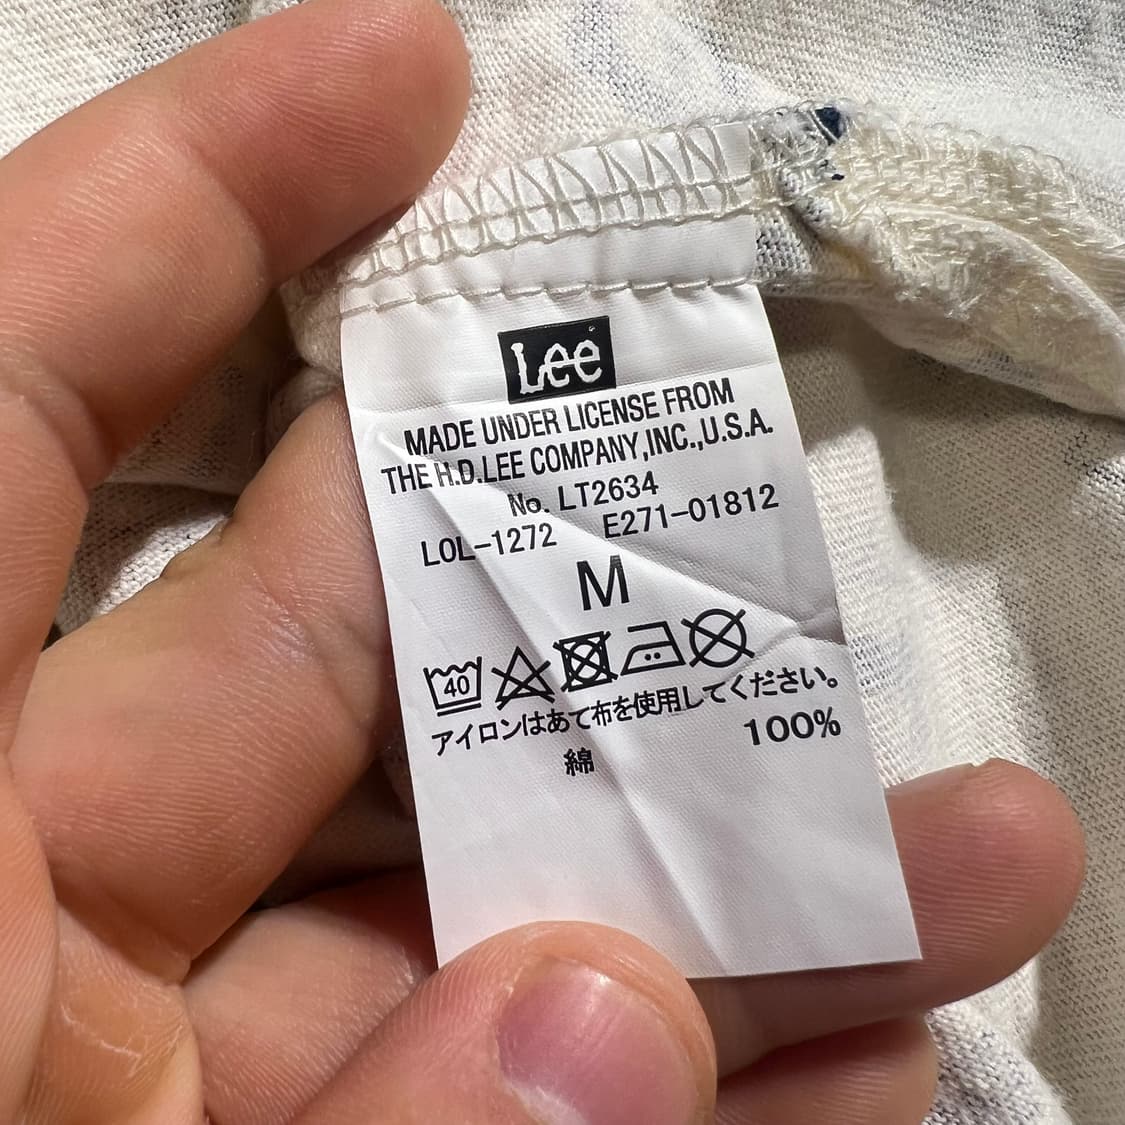 Lee
MADE UNDER LICENSE FROM
THE H.D.LEE COMPANY,INC.,U.S.A.
No. LT2634
LOL-1272 E271-01812
M
40
アイロンはあて布を使用してください。
綿 100%